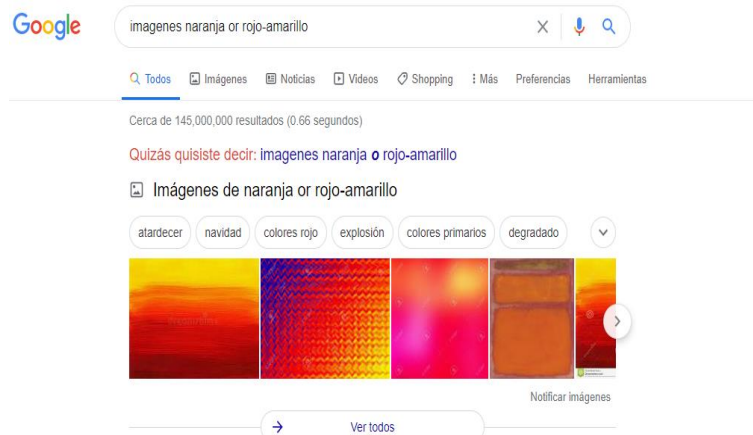 Google
imagenes naranja or rojo-amarillo
Todos Imágenes Noticias Videos Shopping Más Preferencias Herramientas
Cerca de 145,000,000 resultados (0.66 segundos)
Quizás quisiste decir: imagenes naranja o rojo-amarillo
Imágenes de naranja or rojo-amarillo
atardecer navidad colores rojo explosión colores primarios degradado
Notificar imágenes
Ver todos